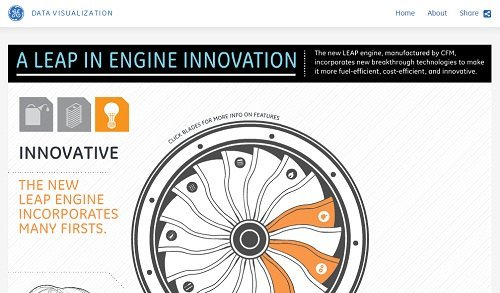 DATA VISUALIZATION
Home About Share
A LEAP IN ENGINE INNOVATION
The new LEAP engine, manufactured by CFM,
incorporates new breakthrough technologies to make
it more fuel-efficient, cost-efficient, and innovative.
CLICK BLADES FOR MORE INFO ON FEATURES
INNOVATIVE
THE NEW
LEAP ENGINE
INCORPORATES
MANY FIRSTS.